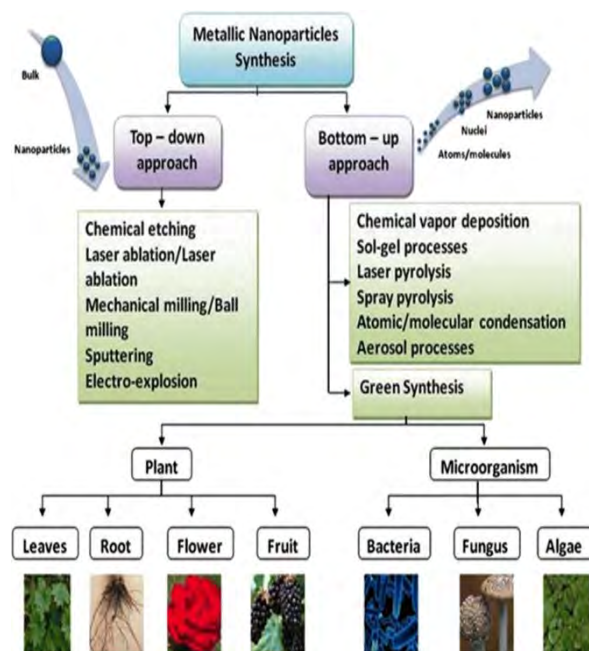 Metallic Nanoparticles
Synthesis
Bulk
Nanoparticles
Top – down
approach
Bottom – up
approach
Nanoparticles
Nuclei
Atoms/molecules
Chemical etching
Laser ablation/Laser
ablation
Mechanical milling/Ball
milling
Sputtering
Electro-explosion
Chemical vapor deposition
Sol-gel processes
Laser pyrolysis
Spray pyrolysis
Atomic/molecular condensation
Aerosol processes
Green Synthesis
Plant
Microorganism
Leaves
Root
Flower
Fruit
Bacteria
Fungus
Algae